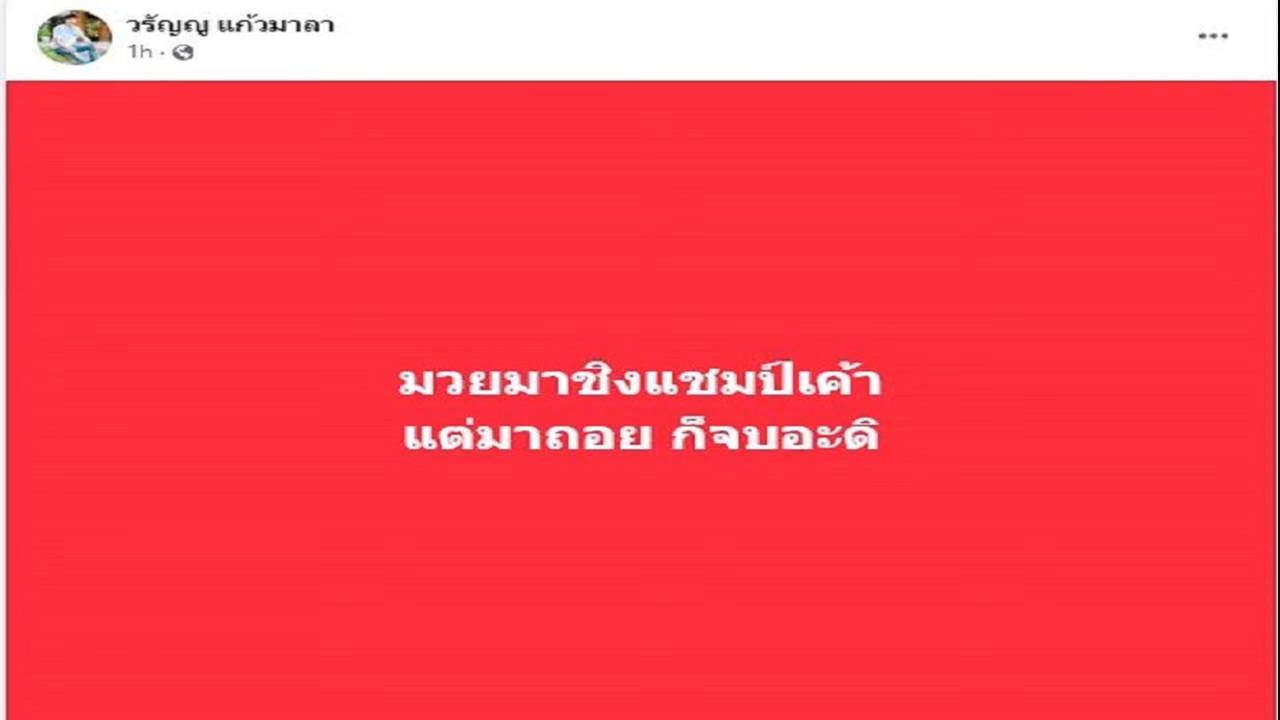 วรัญญู แก้วมาลา
1h ·
มวยมาชิงแชมป์เค้า
แต่มาถอย ก็จบอะดิ